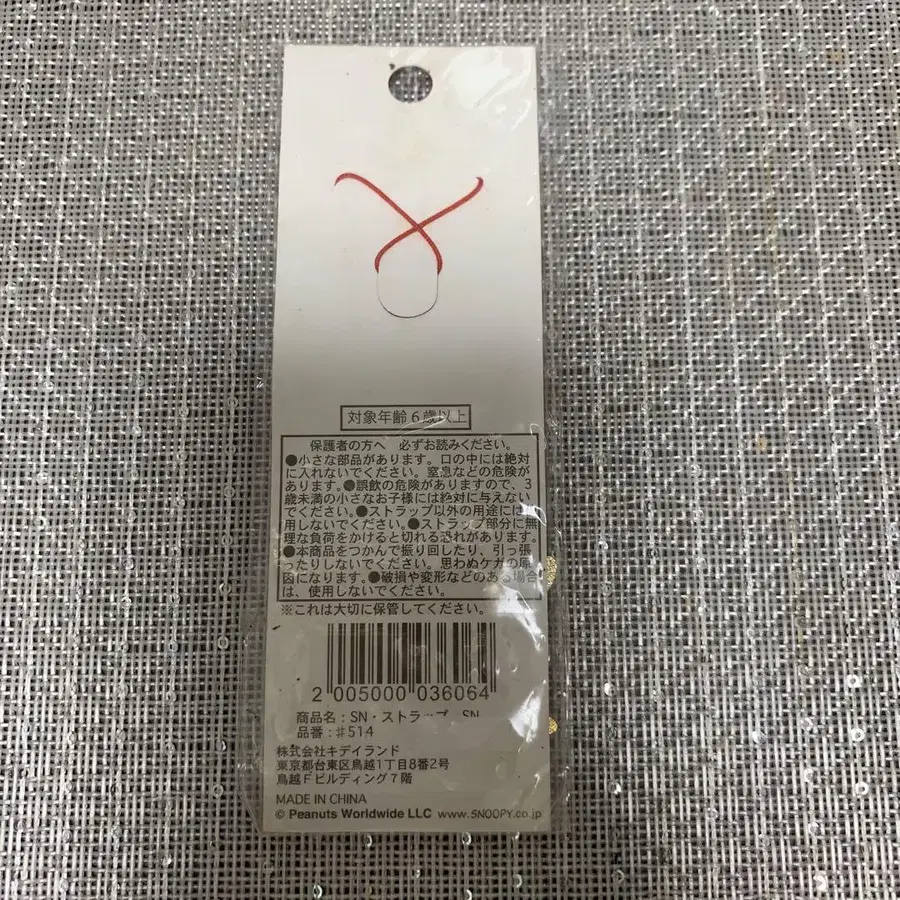 対象年齢6歳以上
保護者の方へ 必ずお読みください。
●小さな部品があります。口の中には絶対
に入れないでください。窒息などの危険が
あります。●誤飲の危険がありますので、3
歳未満の小さなお子様には絶対に与えない
でください。●ストラップ以外の用途には
用しないでください。●ストラップ部分に無
理な負荷をかけると切れる恐れがあります。
●本商品をつかんで振り回したり、引っ張
ったりしないでください。思わぬケガの原
因になります。●破損や変形などのある場合
は、使用しないでください。
※これは大切に保管してください。
2 005000 036064
商品名：SN・ストラップ SN
品番：♯514
株式会社キデイランド
東京都台東区鳥越1丁目8番2号
鳥越Fビルディング7階
MADE IN CHINA
© Peanuts Worldwide LLC www.SNOOPY.co.jp